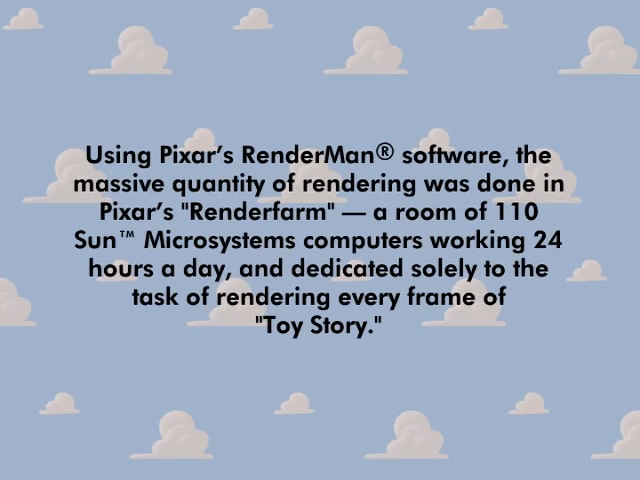 Using Pixar’s RenderMan® software, the
massive quantity of rendering was done in
Pixar’s "Renderfarm" — a room of 110
Sun™ Microsystems computers working 24
hours a day, and dedicated solely to the
task of rendering every frame of
"Toy Story."